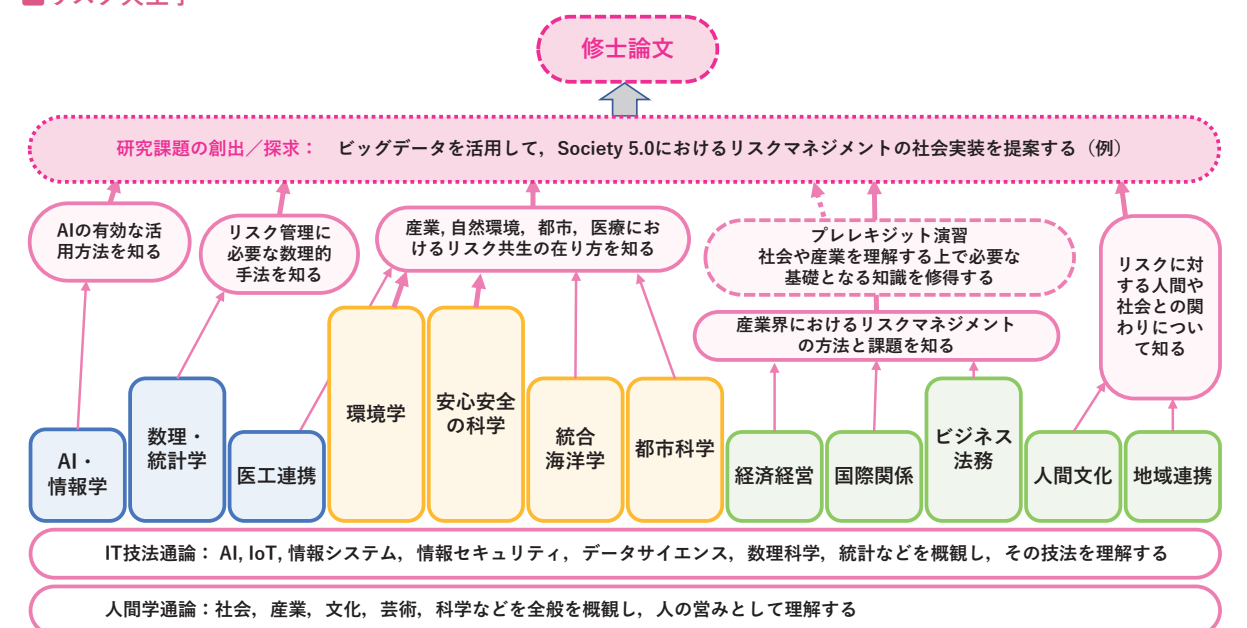 修士論文
研究課題の創出／探求： ビッグデータを活用して，Society 5.0におけるリスクマネジメントの社会実装を提案する（例）
AIの有効な活
用方法を知る
リスク管理に
必要な数理的
手法を知る
産業, 自然環境，都市，医療にお
けるリスク共生の在り方を知る
プレレキジット演習
社会や産業を理解する上で必要な
基礎となる知識を修得する
産業界におけるリスクマネジメント
の方法と課題を知る
リスクに対
する人間や
社会との関
わりについ
て知る
AI・
情報学
数理・
統計学
医工連携
環境学
安心安全
の科学
統合
海洋学
都市科学
経済経営
国際関係
ビジネス
法務
人間文化
地域連携
IT技法通論： AI, IoT, 情報システム，情報セキュリティ，データサイエンス，数理科学，統計などを概観し，その技法を理解する
人間学通論：社会，産業，文化，芸術，科学などを全般を概観し，人の営みとして理解する